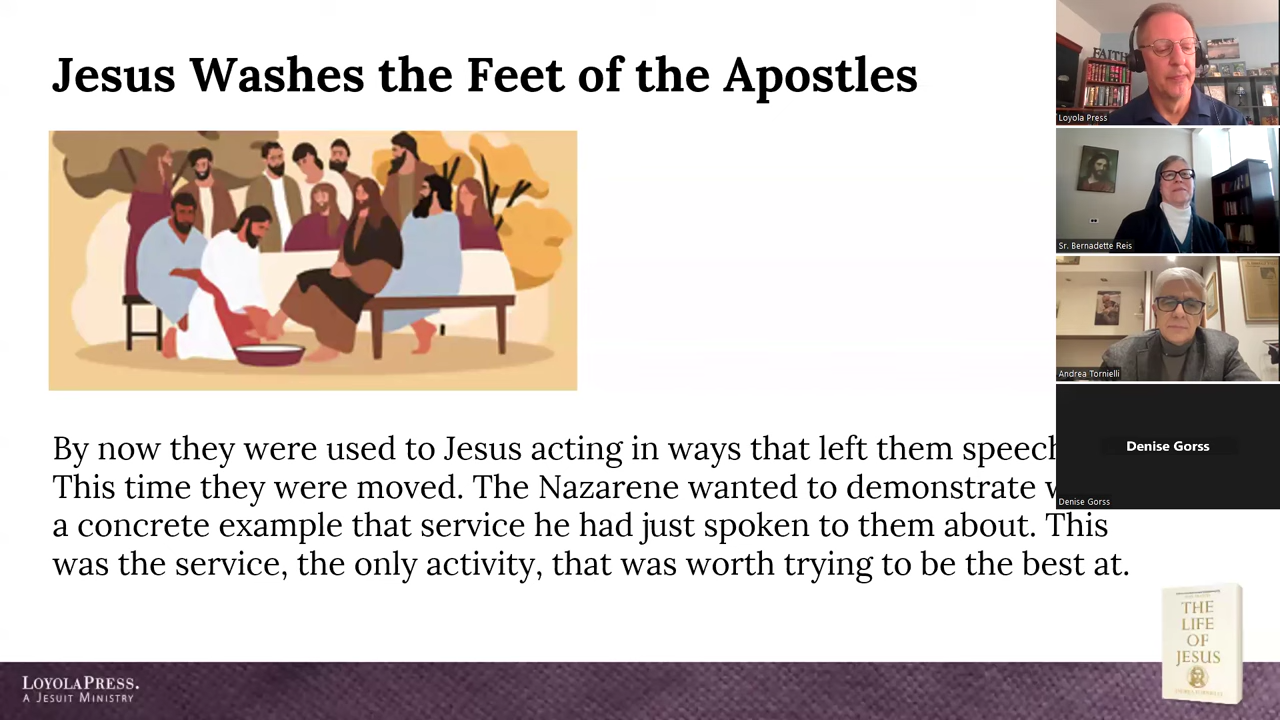 Jesus Washes the Feet of the Apostles
By now they were used to Jesus acting in ways that left them speech
This time they were moved. The Nazarene wanted to demonstrate
a concrete example that service he had just spoken to them about. This
was the service, the only activity, that was worth trying to be the best at.
FAITH
Loyola Press
Sr. Bernadette Reis
Andrea Tornielli
Denise Gorss
Denise Gorss
THE
LIFE
OF
JESUS
LOYOLAPRESS.
A JESUIT MINISTRY